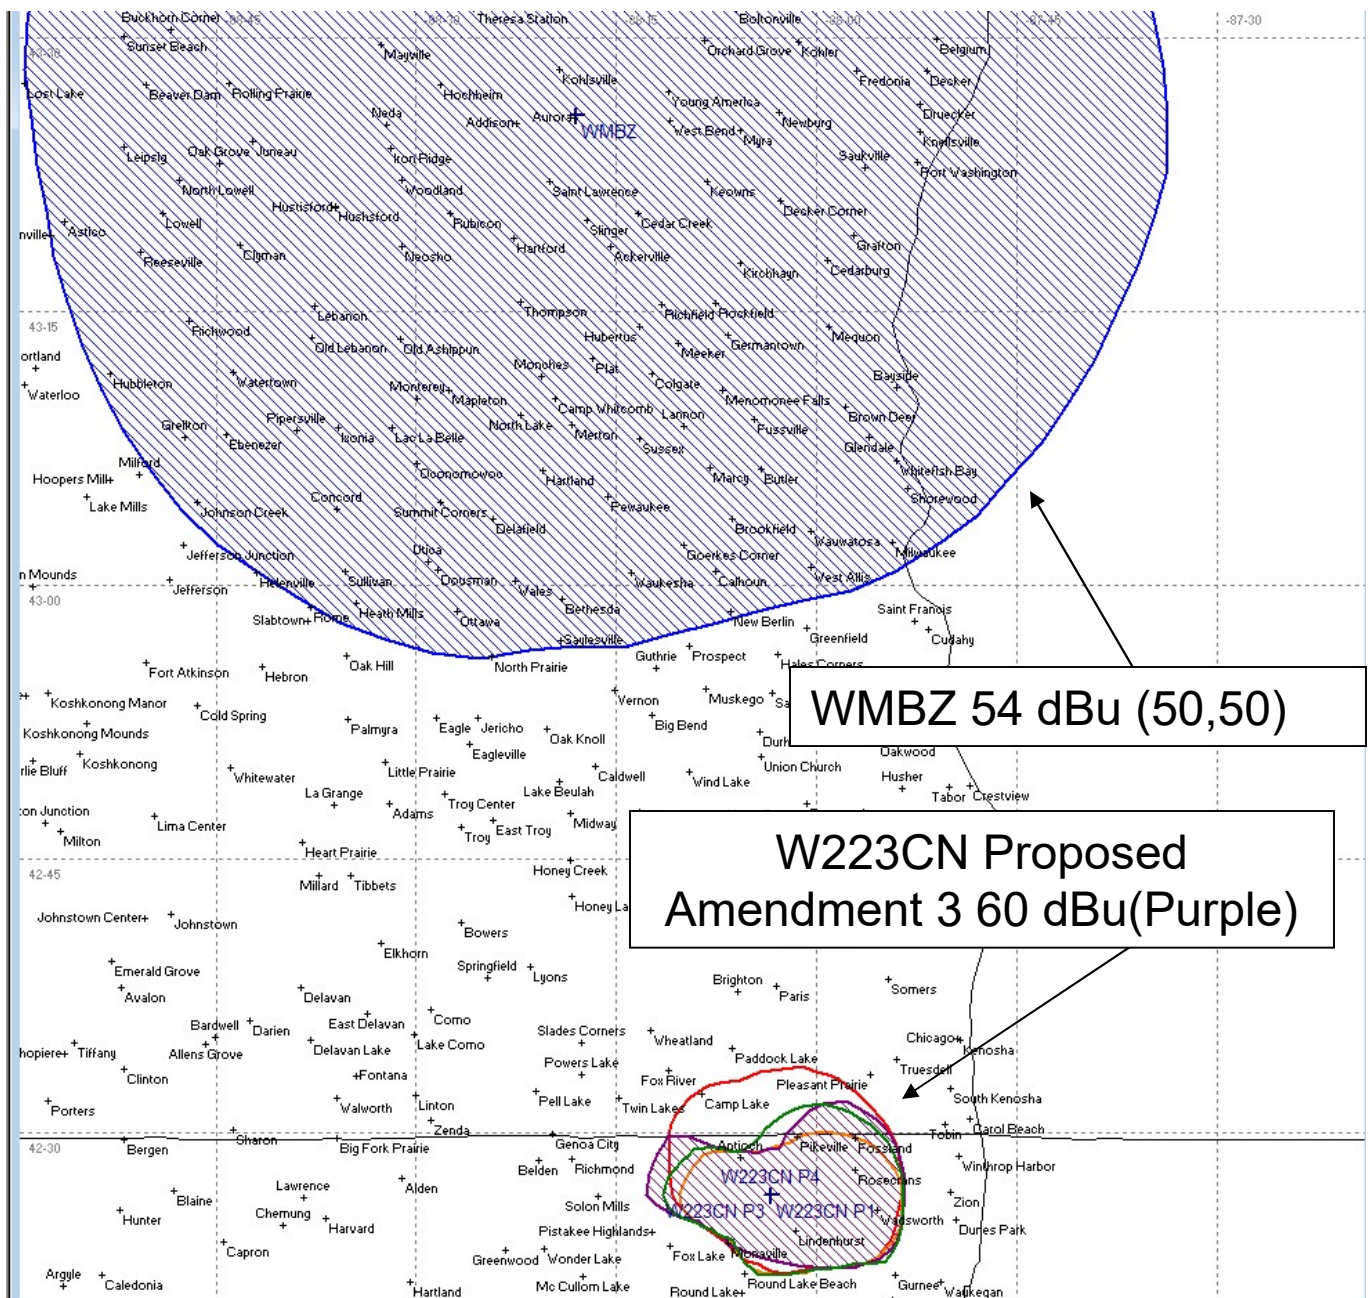 Buckhorn Corner -88-45 -88-30 Theresa Station -88-15 Boltonville -88-00 -87-45 -87-30
Sunset Beach
Mayville
Orchard Grove Kohler
Belgium
Kohlsville
Fredonia Decker
Lost Lake
Beaver Dam Rolling Prairie
Hochheim
Young America
Neda
Addison
Aurora
WMBZ
West Bend
Newburg
Myra
Druecker
Knellsville
Leipsig
Oak Grove Juneau
Iron Ridge
Saukville
Port Washington
North Lowell
Woodland
Saint Lawrence
Keowns
Hustisford
Hushsford
Decker Corner
Astico
Lowell
Rubicon
Slinger
Cedar Creek
Clyman
Neosho
Hartford
Ackerville
Grafton
Reeseville
Kirchhayn
Cedarburg
43-15
Richwood
Lebanon
Thompson
Richfield Rockfield
Old Lebanon
Old Ashippun
Hubertus
Meeker
Germantown
Mequon
Monches
Plat
Waterloo
Hubbleton
Watertown
Monterey
Mapleton
Colgate
Bayside
Camp Whitcomb
Lannon
Menomonee Falls
Pipersville
North Lake
Merton
Fussville
Brown Deer
Ebenezer
Ixonia
Lac La Belle
Sussex
Glendale
Milford
Oconomowoc
Hartland
Marcy
Butler
Whitefish Bay
Hoopers Mill
Lake Mills
Concord
Shorewood
Johnson Creek
Summit Corners
Delafield
Pewaukee
Brookfield
Wauwatosa
Jefferson Junction
Utica
Goerkes Corner
Milwaukee
n Mounds
Jefferson
Helenville
Sullivan
Dousman
Wales
Waukesha
Calhoun
West Allis
43-00
Slabtown
Rome
Heath Mills
Ottawa
Bethesda
New Berlin
Saint Francis
Greenfield
Cudahy
Saylesville
Fort Atkinson
Hebron
Oak Hill
North Prairie
Guthrie
Prospect
Hales Corners
WMBZ 54 dBu (50,50)
Koshkonong Manor
Cold Spring
Vernon
Muskego
Koshkonong Mounds
Palmyra
Eagle Jericho
Oak Knoll
Big Bend
Koshkonong
Whitewater
Eagleville
Little Prairie
Caldwell
Wind Lake
Union Church
Oakwood
Husher
La Grange
Lake Beulah
Tabor Crestview
Adams
Troy Center
Troy
East Troy
Midway
Milton
Lima Center
W223CN Proposed
Amendment 3 60 dBu(Purple)
42-45
Heart Prairie
Honey Creek
Millard Tibbets
Johnstown Center
Johnstown
Bowers
Elkhorn
Emerald Grove
Springfield
Lyons
Avalon
Delavan
Brighton
Paris
Somers
Bardwell
Darien
East Delavan
Como
Slades Corners
Wheatland
Chicago
Kenosha
Tiffany
Allens Grove
Delavan Lake
Lake Como
Powers Lake
Paddock Lake
Clinton
Fontana
Fox River
Pleasant Prairie
Truesdell
Porters
Walworth
Linton
Pell Lake
Twin Lakes
Camp Lake
South Kenosha
42-30
Bergen
Sharon
Big Fork Prairie
Zenda
Genoa City
Antioch
Pikeville
Tobin
Carol Beach
Belden
Richmond
Rosecrans
Winthrop Harbor
Alden
W223CN P4
Blaine
Lawrence
Solon Mills
W223CN P3
W223CN P1
Wadsworth
Zion
Hunter
Chemung
Harvard
Pistakee Highlands
Dunes Park
Capron
Greenwood
Wonder Lake
Fox Lake
Monaville
Lindenhurst
Argyle
Caledonia
Hartland
Mc Cullom Lake
Round Lake
Round Lake Beach
Gurnee
Waukegan